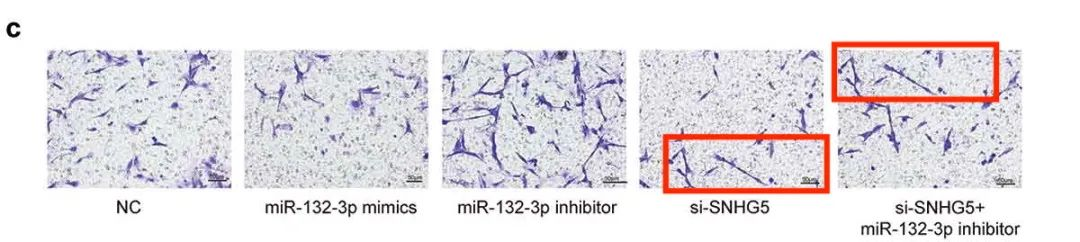 c
NC
miR-132-3p mimics
miR-132-3p inhibitor
si-SNHG5
si-SNHG5+
miR-132-3p inhibitor